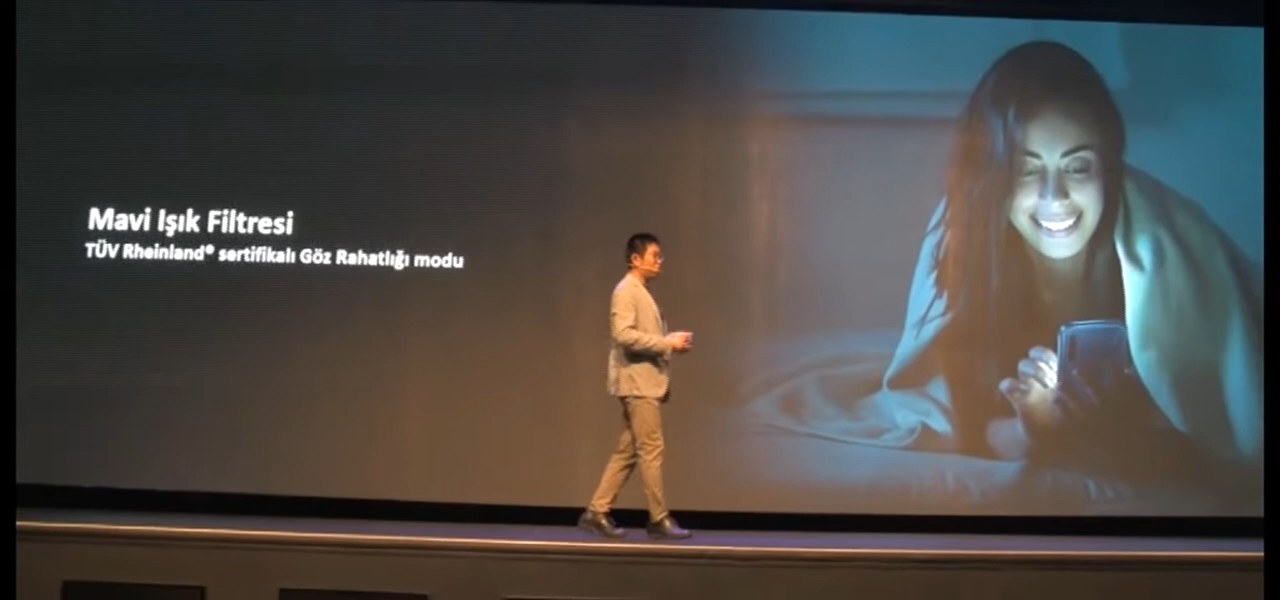 Mavi Işık Filtresi
TÜV Rheinland® sertifikalı Göz Rahatlığı modu